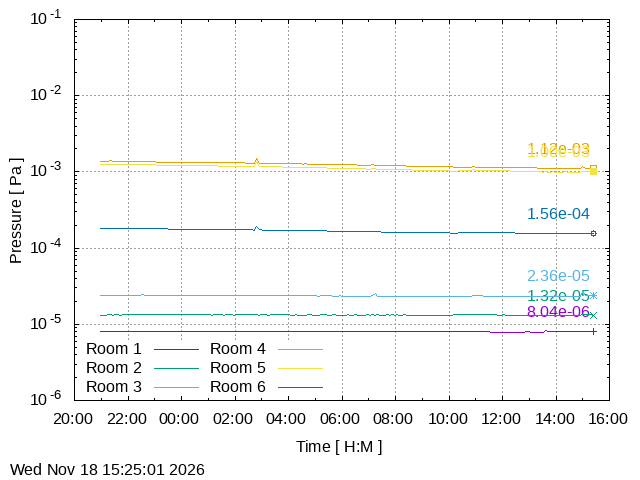 10^-1
10^-2
10^-3
10^-4
10^-5
10^-6
Pressure [ Pa ]
1.12e-03
1.56e-04
2.36e-05
1.32e-05
8.04e-06
Room 1 Room 4
Room 2 Room 5
Room 3 Room 6
20:00 22:00 00:00 02:00 04:00 06:00 08:00 10:00 12:00 14:00 16:00
Time [ H:M ]
Wed Nov 18 15:25:01 2026